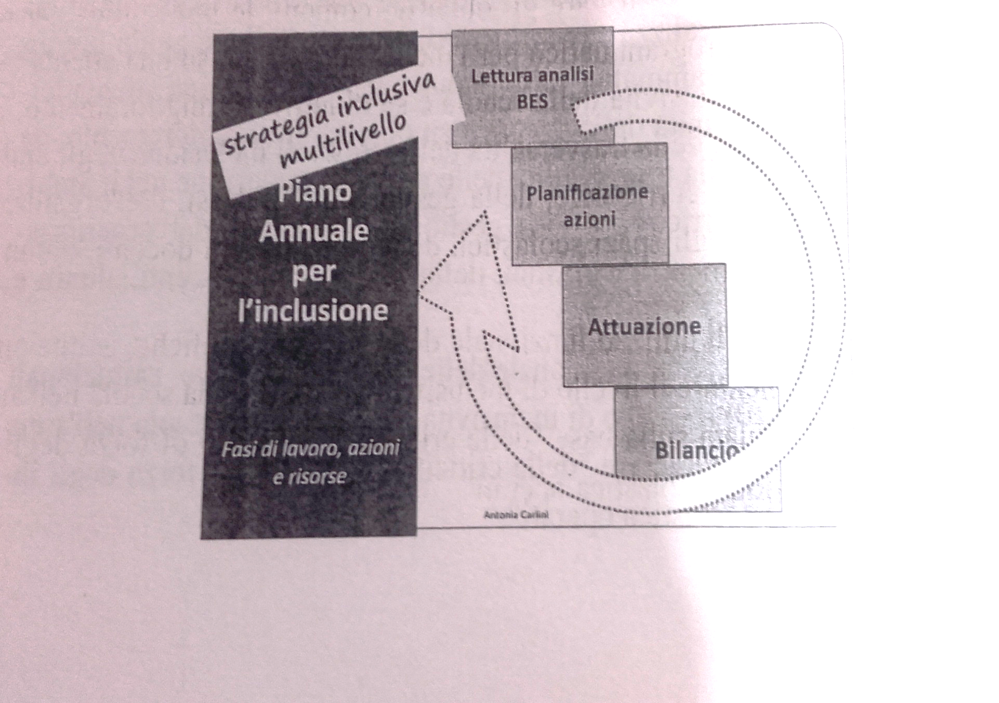 strategia inclusiva
multilivello
Piano
Annuale
per
l'inclusione
Fasi di lavoro, azioni
e risorse
Lettura analisi
BES
Pianificazione
azioni
Attuazione
Bilancio
Antonia Carlini